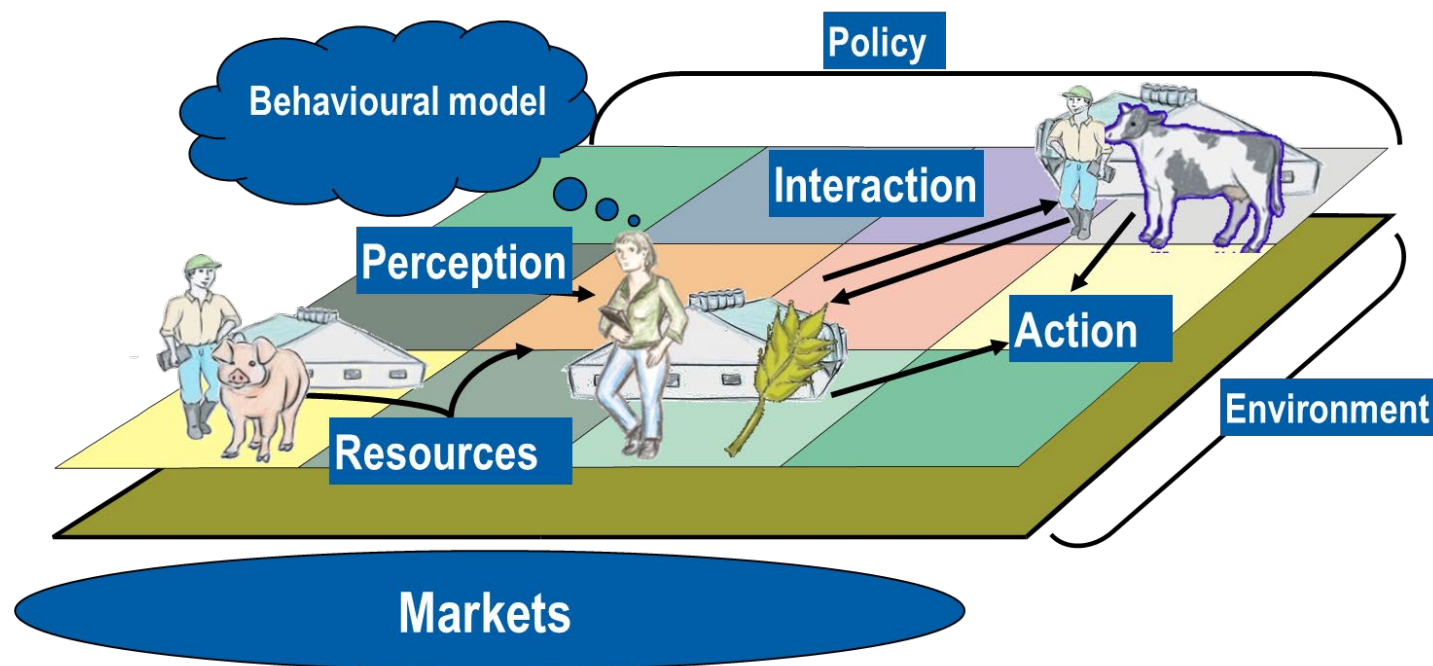 Policy
Behavioural model
Interaction
Perception
Action
Environment
Resources
Markets